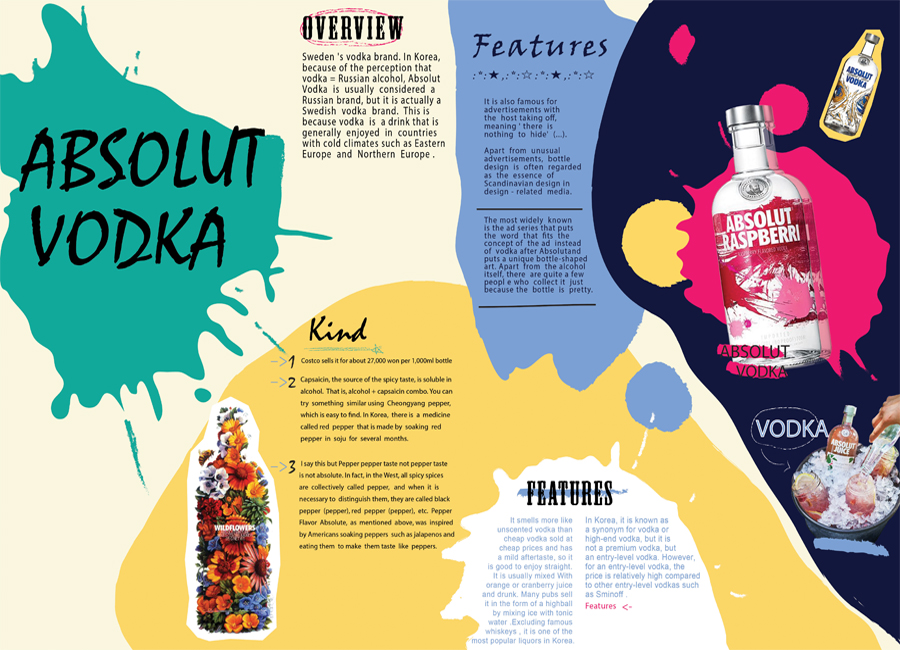 ABSOLUT
VODKA
OVERVIEW
Sweden 's vodka brand. In Korea,
because of the perception that
vodka = Russian alcohol, Absolut
Vodka is usually considered a
Russian brand, but it is actually a
Swedish vodka brand. This is
because vodka is a drink that is
generally enjoyed in countries
with cold climates such as Eastern
Europe and Northern Europe .
Features
It is also famous for
advertisements with
the host taking off,
meaning ' there is
nothing to hide' (...).
Apart from unusual
advertisements, bottle
design is often regarded
as the essence of
Scandinavian design in
design - related media.
The most widely known
is the ad series that puts
the word that fits the
concept of the ad instead
of vodka after Absolutand
puts a unique bottle-shaped
art. Apart from the alcohol
itself, there are quite a few
peopl e who collect it just
because the bottle is pretty.
ABSOLUT
VODKA
ABSOLUT
RASPBERRI
ABSOLUT
VODKA
VODKA
ABSOLUT
JUICE
Kind
1 Costco sells it for about 27,000 won per 1,000ml bottle
2 Capsaicin, the source of the spicy taste, is soluble in
alcohol. That is, alcohol + capsaicin combo. You can
try something similar using Cheongyang pepper,
which is easy to find. In Korea, there is a medicine
called red pepper that is made by soaking red
pepper in soju for several months.
3 I say this but Pepper pepper taste not pepper taste
is not absolute. In fact, in the West, all spicy spices
are collectively called pepper, and when it is
necessary to distinguish them, they are called black
pepper (pepper), red pepper (pepper), etc. Pepper
Flavor Absolute, as mentioned above, was inspired
by Americans soaking peppers such as jalapenos and
eating them to make them taste like peppers.
WILDFLOWERS
FEATURES
It smells more like
unscented vodka than
cheap vodka sold at
cheap prices and has
a mild aftertaste, so it
is good to enjoy straight.
It is usually mixed With
orange or cranberry juice
and drunk. Many pubs sell
it in the form of a highball
by mixing ice with tonic
water .Excluding famous
whiskeys , it is one of the
most popular liquors in Korea.
In Korea, it is known as
a synonym for vodka or
high-end vodka, but it is
not a premium vodka, but
an entry-level vodka. However,
for an entry-level vodka, the
price is relatively high compared
to other entry-level vodkas such
as Sminoff .
Features <-